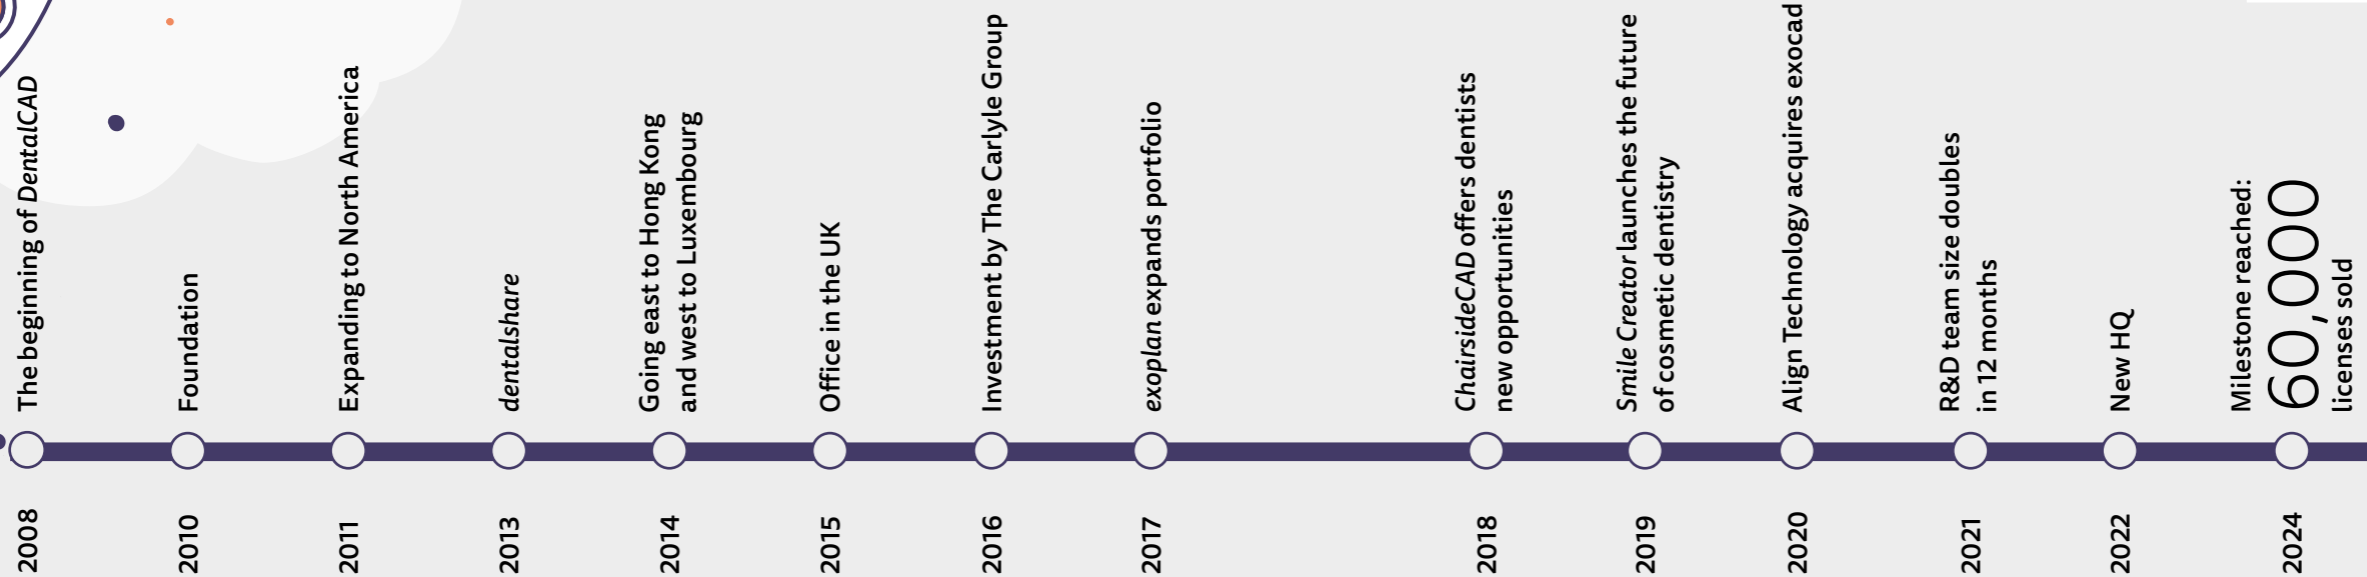 The beginning of DentalCAD
2008
Foundation
2010
Expanding to North America
2011
dentalshare
2013
Going east to Hong Kong
and west to Luxembourg
2014
Office in the UK
2015
Investment by The Carlyle Group
2016
exoplan expands portfolio
2017
ChairsideCAD offers dentists
new opportunities
2018
Smile Creator launches the future
of cosmetic dentistry
2019
Align Technology acquires exocad
2020
R&D team size doubles
in 12 months
2021
New HQ
2022
Milestone reached:
60,000
licenses sold
2024